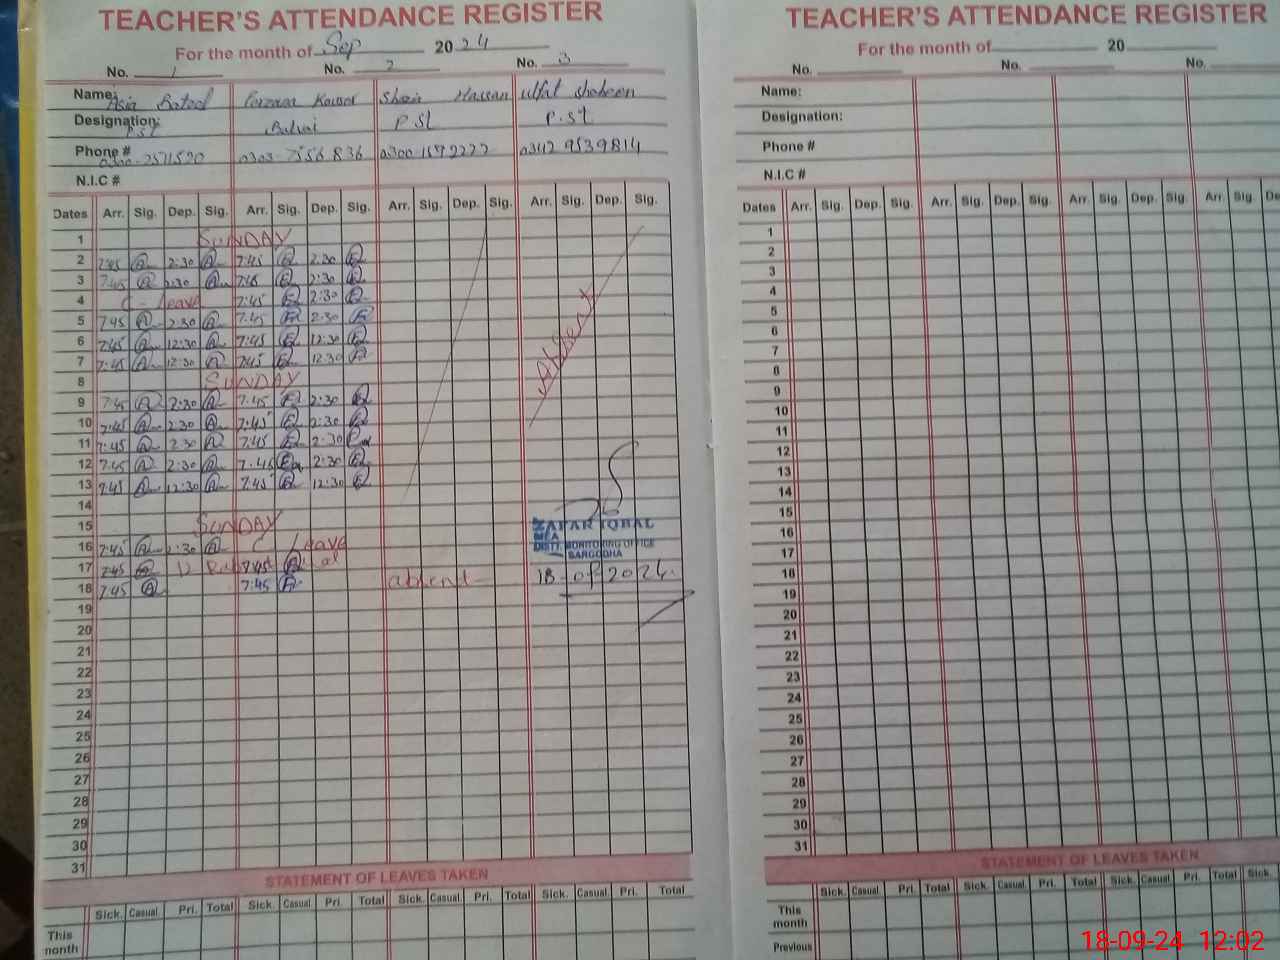 TEACHER'S ATTENDANCE REGISTER
For the month of Sep 2024
No. 1 No. 2 No. 3
Name: Asia Batool Kousar Hassan ulfat shaheen
Designation: P.St P St P.st
Phone # 0303-7556836 0342 9539814
N.I.C #
Dates Arr. Sig. Dep. Sig. Arr. Sig. Dep. Sig. Arr. Sig. Dep. Sig. Arr. Sig. Dep. Sig.
1 SUNDAY
2 7:45 2:30 7:45 2:30
3 7:45 2:30 7:45 2:30
4 C-leave 7:45 2:30
5 7:45 2:30 7:45 2:30
6 7:45 12:30 7:45 12:30
7 7:45 12:30 7:45 12:30
Absent
8 SUNDAY
9 7:45 2:30 7:45 2:30
10 7:45 2:30 7:45 2:30
11 7:45 2:30 7:45 2:30
12 7:45 2:30 7:45 2:30
13 7:45 12:30 7:45 12:30
14
15 SUNDAY
16 7:45 2:30 C leave
17 7:45 7:45
18 7:45 7:45 absent
ZAFAR IQBAL
MEA
DISTT. MONITORING OFFICE
SARGODHA
18-09-2024
19
20
21
22
23
24
25
26
27
28
29
30
31
STATEMENT OF LEAVES TAKEN
Sick. Casual Pri. Total Sick. Casual Pri. Total Sick. Casual. Pri. Total Sick. Casual Pri. Total
This month
TEACHER'S ATTENDANCE REGISTER
For the month of 20
No. No. No.
Name:
Designation:
Phone #
N.I.C #
Dates Arr. Sig. Dep. Sig. Arr. Sig. Dep. Sig. Arr. Sig. Dep. Sig. Arr. Sig.
1
2
3
4
5
6
7
8
9
10
11
12
13
14
15
16
17
18
19
20
21
22
23
24
25
26
27
28
29
30
31
STATEMENT OF LEAVES TAKEN
Sick. Casual Pri. Total Sick. Casual Pri. Total Sick. Casual. Pri. Total Sick.
This month
Previous
18-09-24 12:02